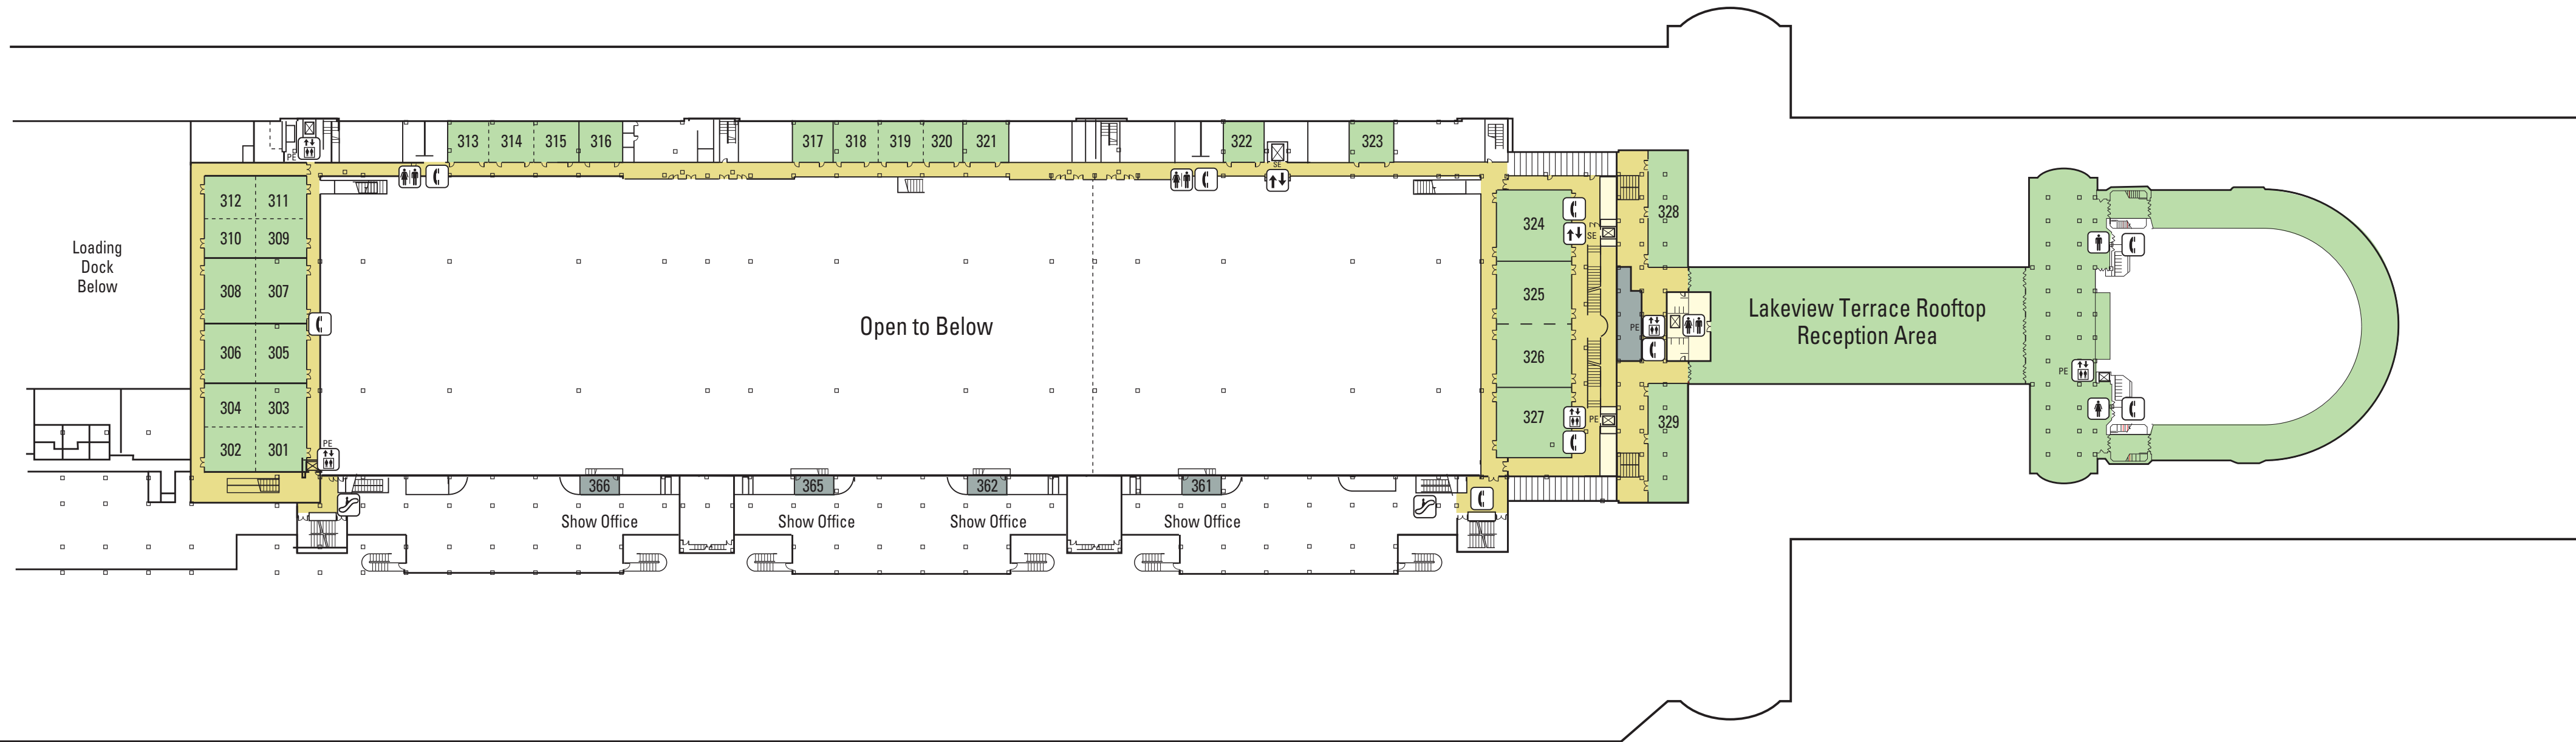 313 314 315 316 317 318 319 320 321 322 323
PE
SE
312 311
310 309
308 307
306 305
304 303
302 301
PE
Loading
Dock
Below
Open to Below
324
325
326
327
SE
PE
328
329
PE
Lakeview Terrace Rooftop
Reception Area
PE
366 365 362 361
Show Office Show Office Show Office Show Office